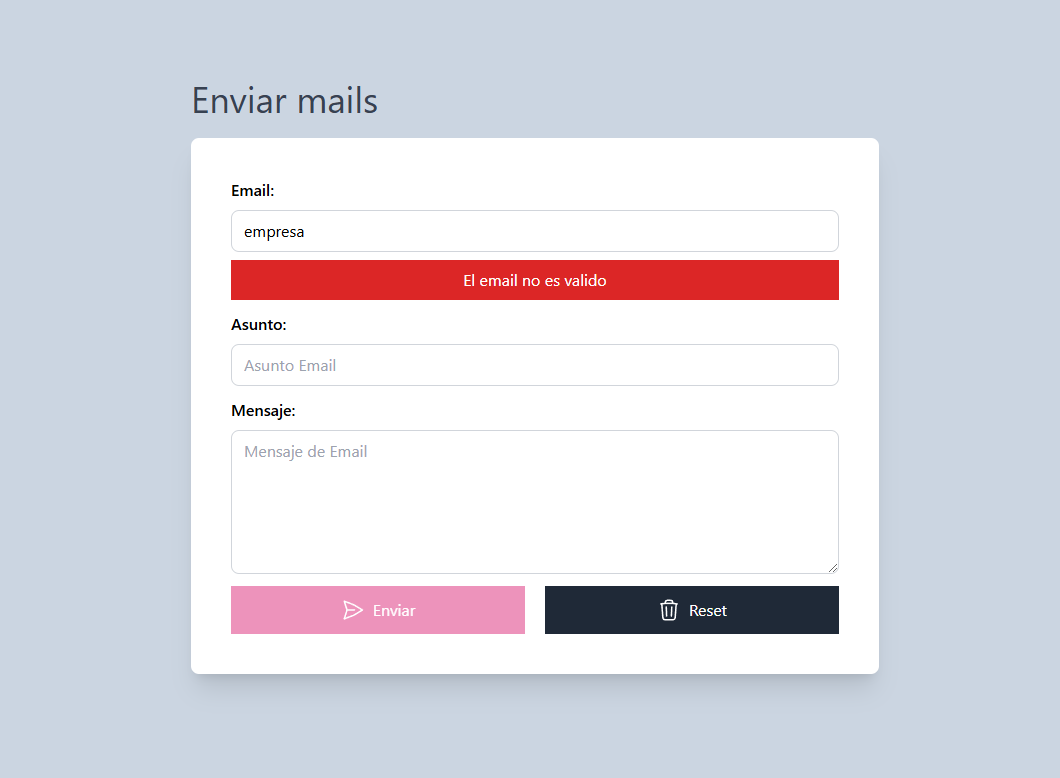 Enviar mails
Email:
empresa
El email no es valido
Asunto:
Asunto Email
Mensaje:
Mensaje de Email
Enviar
Reset